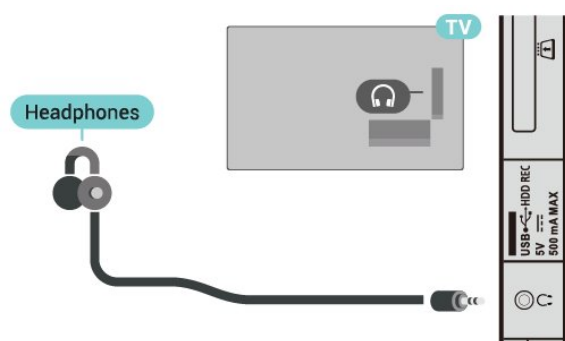 TV
Headphones
USB HDD REC
5V
500 mA MAX